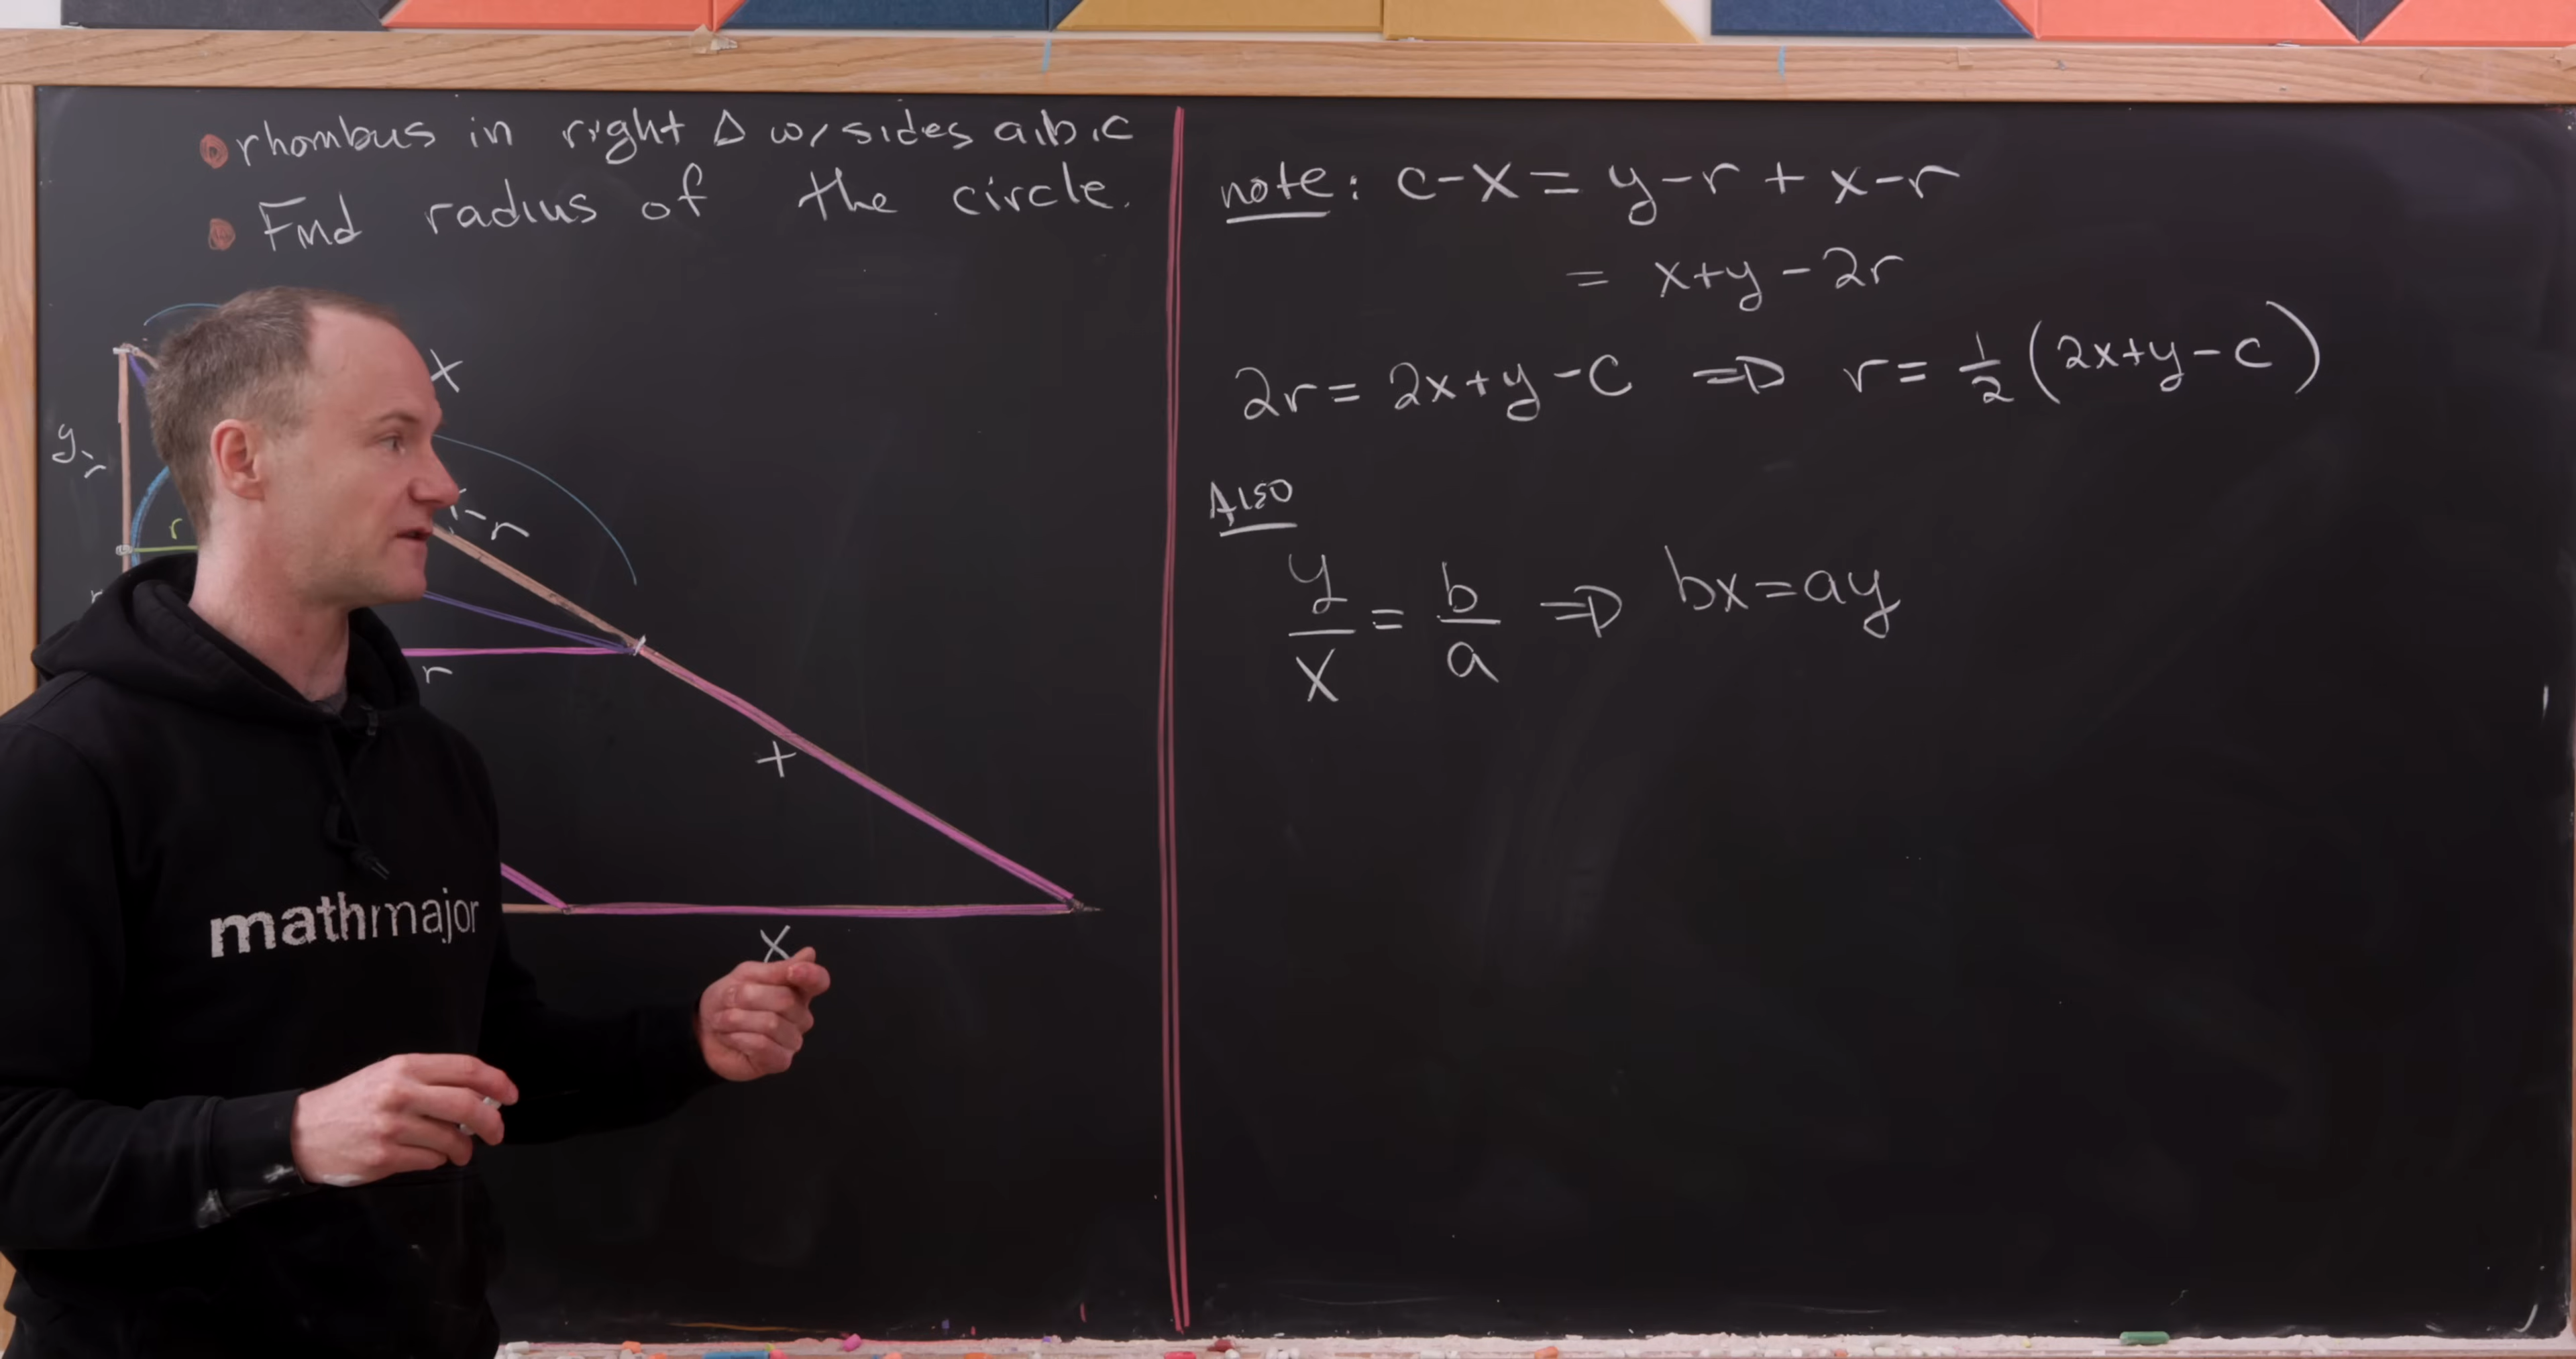 rhombus in right Δ w/sides a,b,c
Find radius of the circle.
x
y-r
-r
r
r
x
x
mathmajor
note: c-x = y-r + x-r
= x+y-2r
2r = 2x+y-c ⇒ r = 1/2 (2x+y-c)
Also
y/x = b/a ⇒ bx=ay